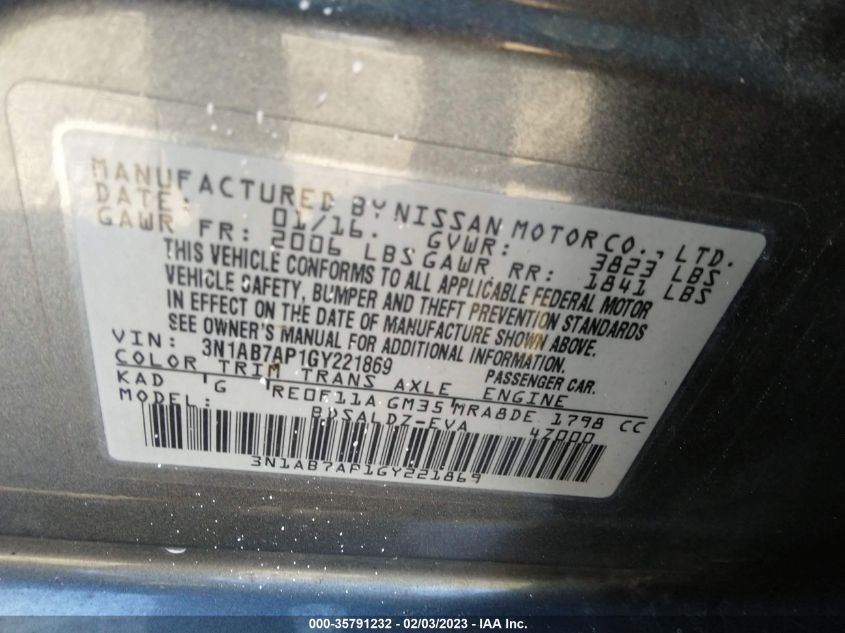 MANUFACTURED BY NISSAN MOTOR CO., LTD.
DATE: 01/16. GVWR: 3823 LBS
GAWR FR: 2006 LBS GAWR RR: 1841 LBS
THIS VEHICLE CONFORMS TO ALL APPLICABLE FEDERAL MOTOR
VEHICLE SAFETY, BUMPER AND THEFT PREVENTION STANDARDS
IN EFFECT ON THE DATE OF MANUFACTURE SHOWN ABOVE.
SEE OWNER'S MANUAL FOR ADDITIONAL INFORMATION.
VIN: 3N1AB7AP1GY221869 PASSENGER CAR.
COLOR TRIM TRANS AXLE ENGINE
KAD G RE0F11A GM35 MRA8DE 1798 CC
MODEL: BDSALDZ-EVA 47000
3N1AB7AP1GY221869
000-35791232 - 02/03/2023 - IAA Inc.